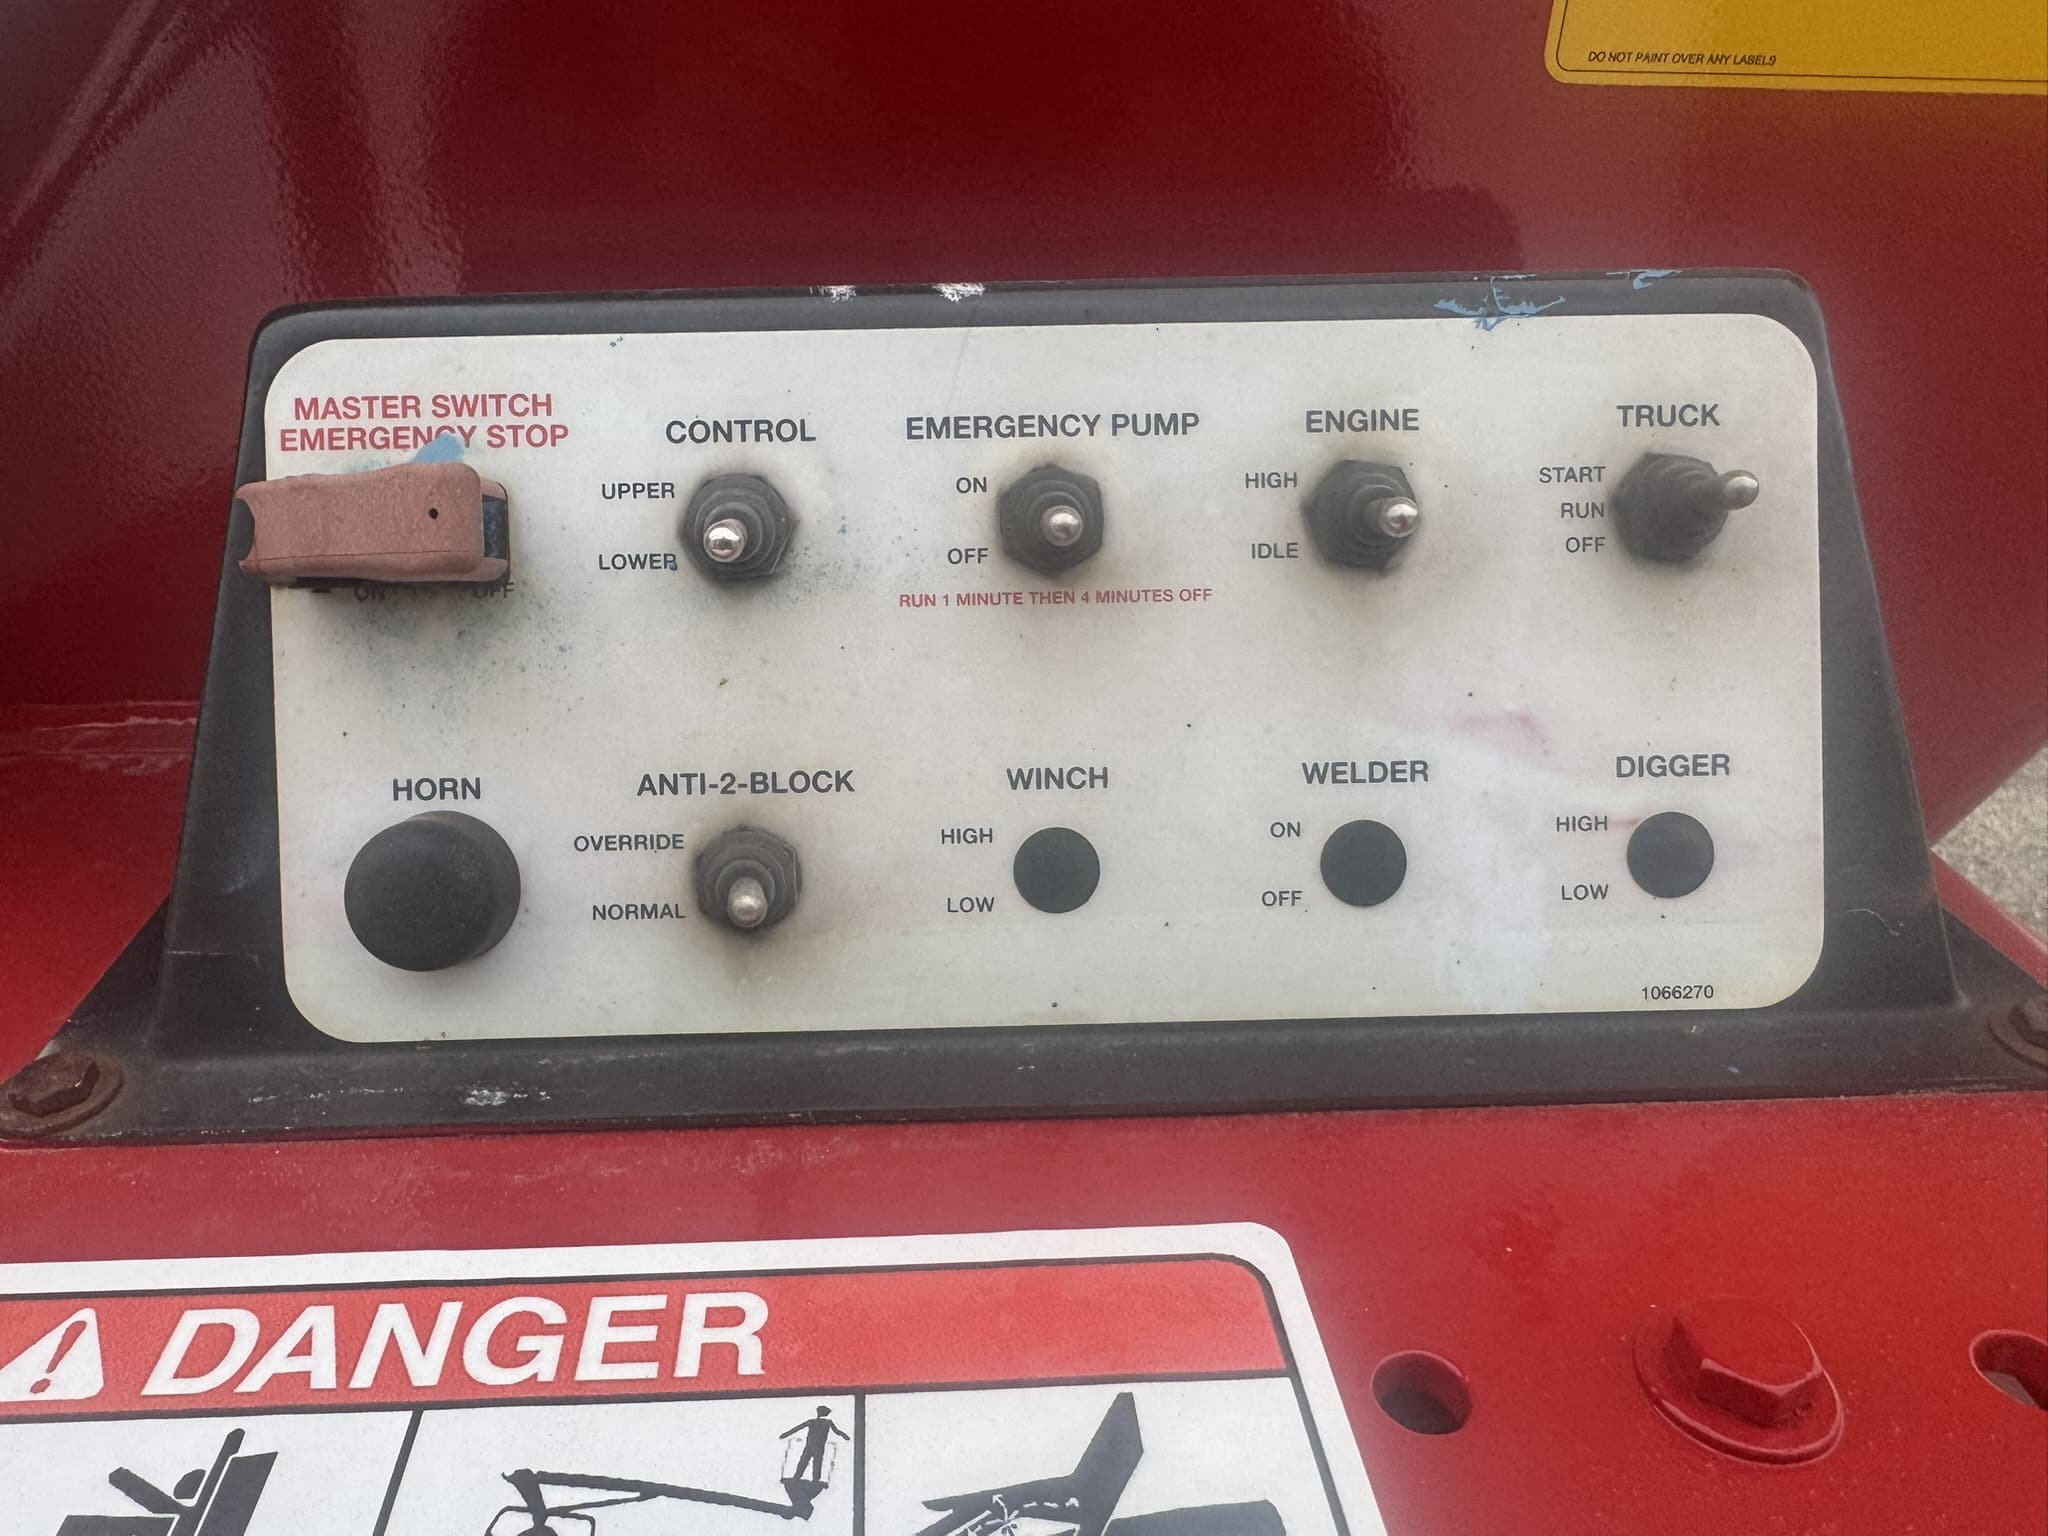 DO NOT PAINT OVER ANY LABELS
MASTER SWITCH
EMERGENCY STOP
ON
OFF
CONTROL
UPPER
LOWER
EMERGENCY PUMP
ON
OFF
RUN 1 MINUTE THEN 4 MINUTES OFF
ENGINE
HIGH
IDLE
TRUCK
START
RUN
OFF
HORN
ANTI-2-BLOCK
OVERRIDE
NORMAL
WINCH
HIGH
LOW
WELDER
ON
OFF
DIGGER
HIGH
LOW
1066270
DANGER